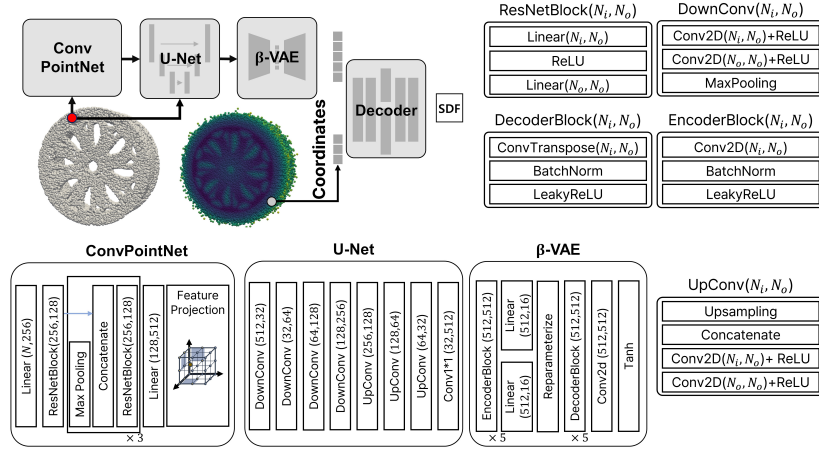 Conv
PointNet
U-Net
β-VAE
Coordinates
Decoder
SDF
ResNetBlock(N_i, N_o)
Linear(N_i, N_o)
ReLU
Linear(N_o, N_o)
DownConv(N_i, N_o)
Conv2D(N_i, N_o)+ReLU
Conv2D(N_o, N_o)+ReLU
MaxPooling
DecoderBlock(N_i, N_o)
ConvTranspose(N_i, N_o)
BatchNorm
LeakyReLU
EncoderBlock(N_i, N_o)
Conv2D(N_i, N_o)
BatchNorm
LeakyReLU
ConvPointNet
Linear (N,256)
ResNetBlock(256,128)
Max Pooling
Concatenate
ResNetBlock(256,128)
× 3
Linear (128,512)
Feature
Projection
U-Net
DownConv (512,32)
DownConv (32,64)
DownConv (64,128)
DownConv (128,256)
UpConv (256,128)
UpConv (128,64)
UpConv (64,32)
Conv1*1 (32,512)
β-VAE
EncoderBlock (512,512)
× 5
Linear
(512,16)
Linear
(512,16)
Reparameterize
DecoderBlock (512,512)
× 5
Conv2d (512,512)
Tanh
UpConv(N_i, N_o)
Upsampling
Concatenate
Conv2D(N_i, N_o)+ ReLU
Conv2D(N_o, N_o)+ReLU